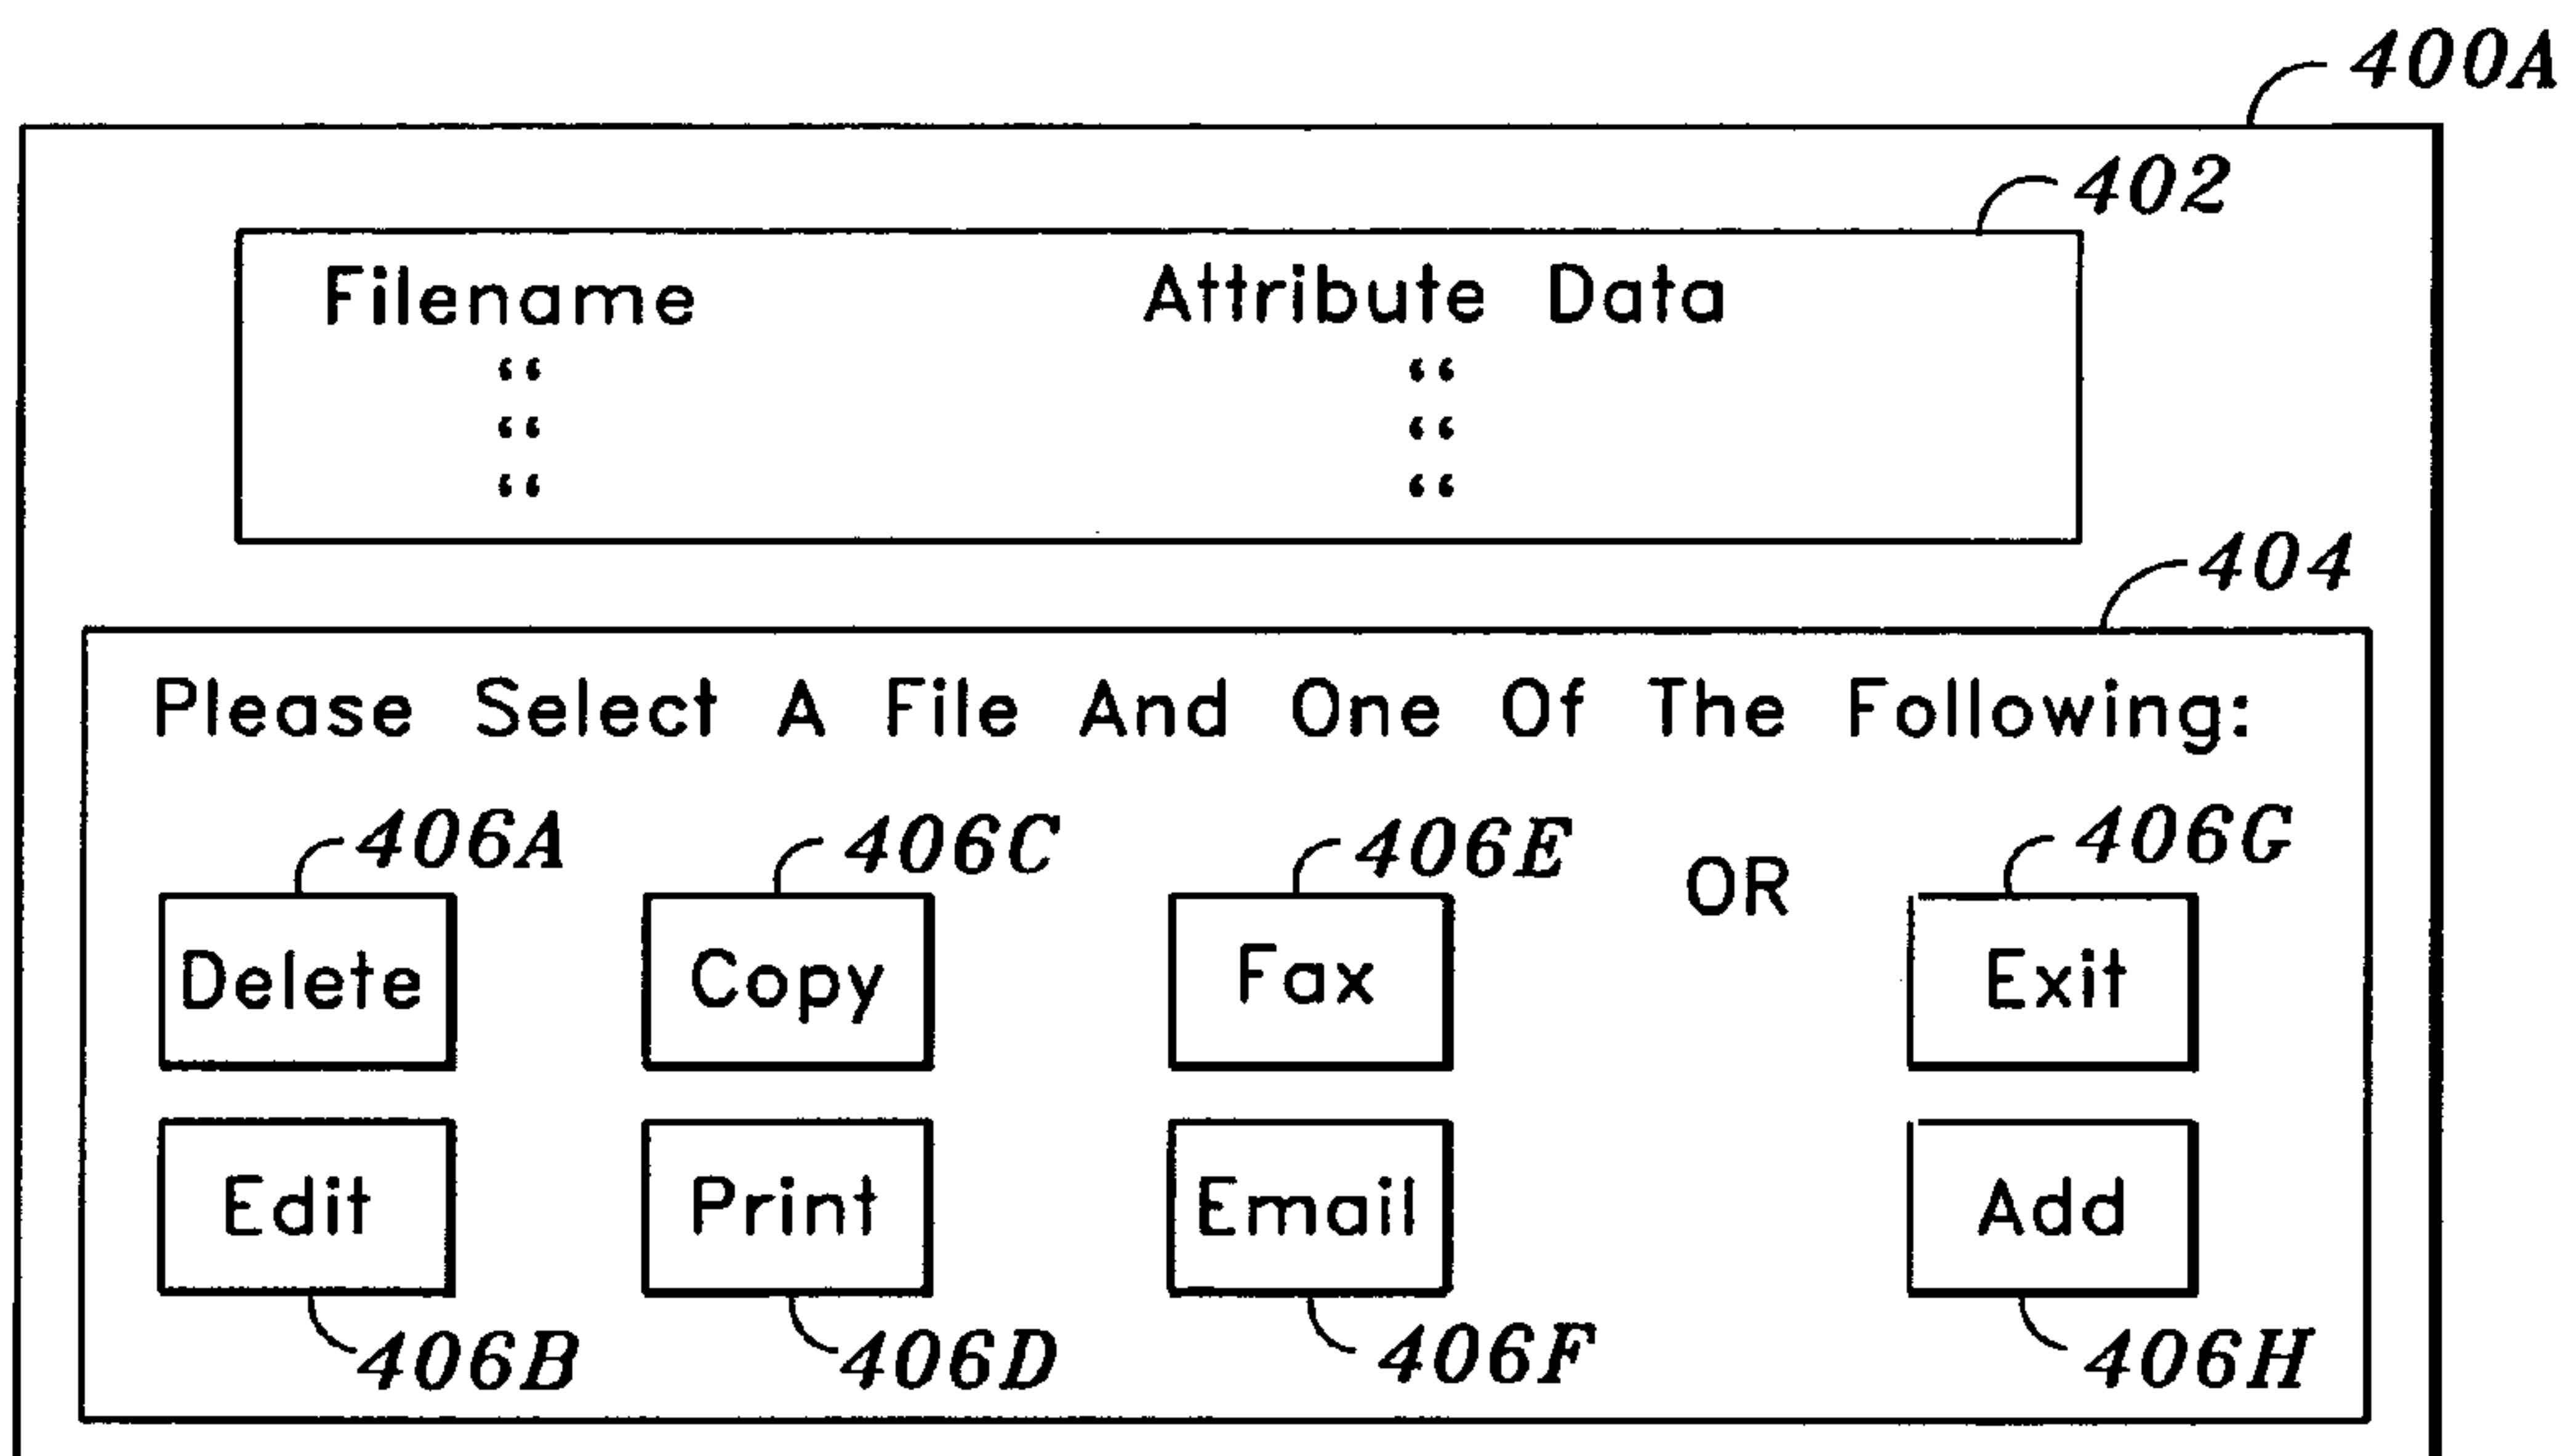 400A
402
Filename Attribute Data
“ “
“ “
“ “
404
Please Select A File And One Of The Following:
406A 406C 406E OR 406G
Delete Copy Fax Exit
Edit Print Email Add
406B 406D 406F 406H